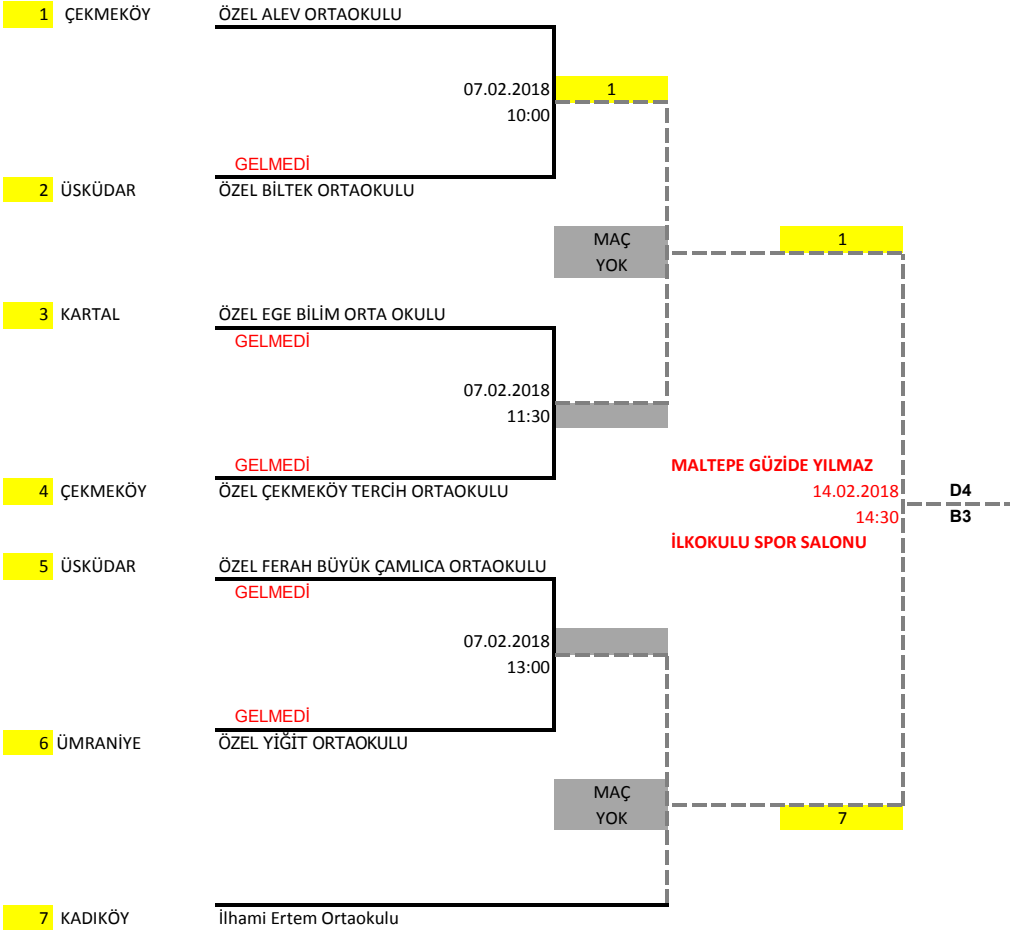 1 ÇEKMEKÖY ÖZEL ALEV ORTAOKULU
07.02.2018 1
10:00
GELMEDİ
2 ÜSKÜDAR ÖZEL BİLTEK ORTAOKULU
MAÇ 1
YOK
3 KARTAL ÖZEL EGE BİLİM ORTA OKULU
GELMEDİ
07.02.2018
11:30
GELMEDİ MALTEPE GÜZİDE YILMAZ
4 ÇEKMEKÖY ÖZEL ÇEKMEKÖY TERCİH ORTAOKULU 14.02.2018 D4
14:30 B3
İLKOKULU SPOR SALONU
5 ÜSKÜDAR ÖZEL FERAH BÜYÜK ÇAMLICA ORTAOKULU
GELMEDİ
07.02.2018
13:00
GELMEDİ
6 ÜMRANİYE ÖZEL YİĞİT ORTAOKULU
MAÇ
YOK 7
7 KADIKÖY İlhami Ertem Ortaokulu